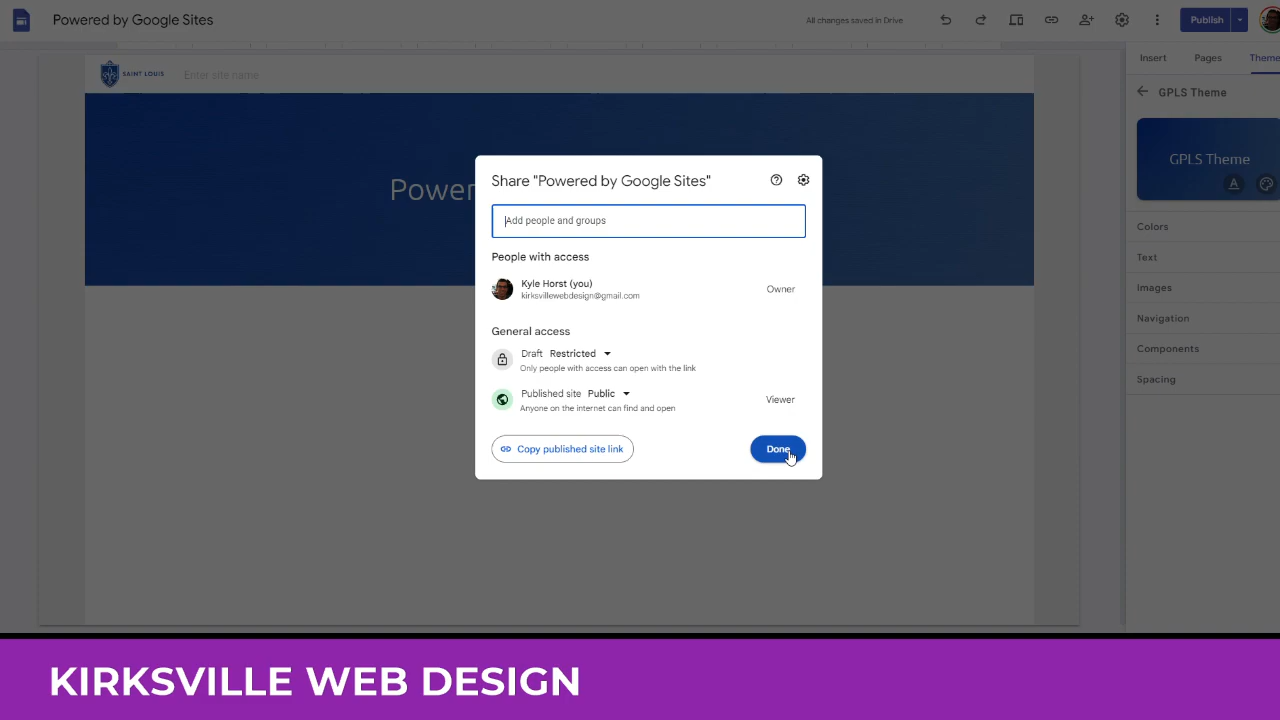 Powered by Google Sites
All changes saved in Drive
Publish
SAINT LOUIS
Enter site name
Insert
Pages
GPLS Theme
GPLS Theme
Colors
Text
Images
Navigation
Components
Spacing
Share "Powered by Google Sites"
Add people and groups
People with access
Kyle Horst (you)
kirksvillewebdesign@gmail.com
Owner
General access
Draft Restricted
Only people with access can open with the link
Published site Public
Anyone on the internet can find and open
Viewer
Copy published site link
Done
KIRKSVILLE WEB DESIGN